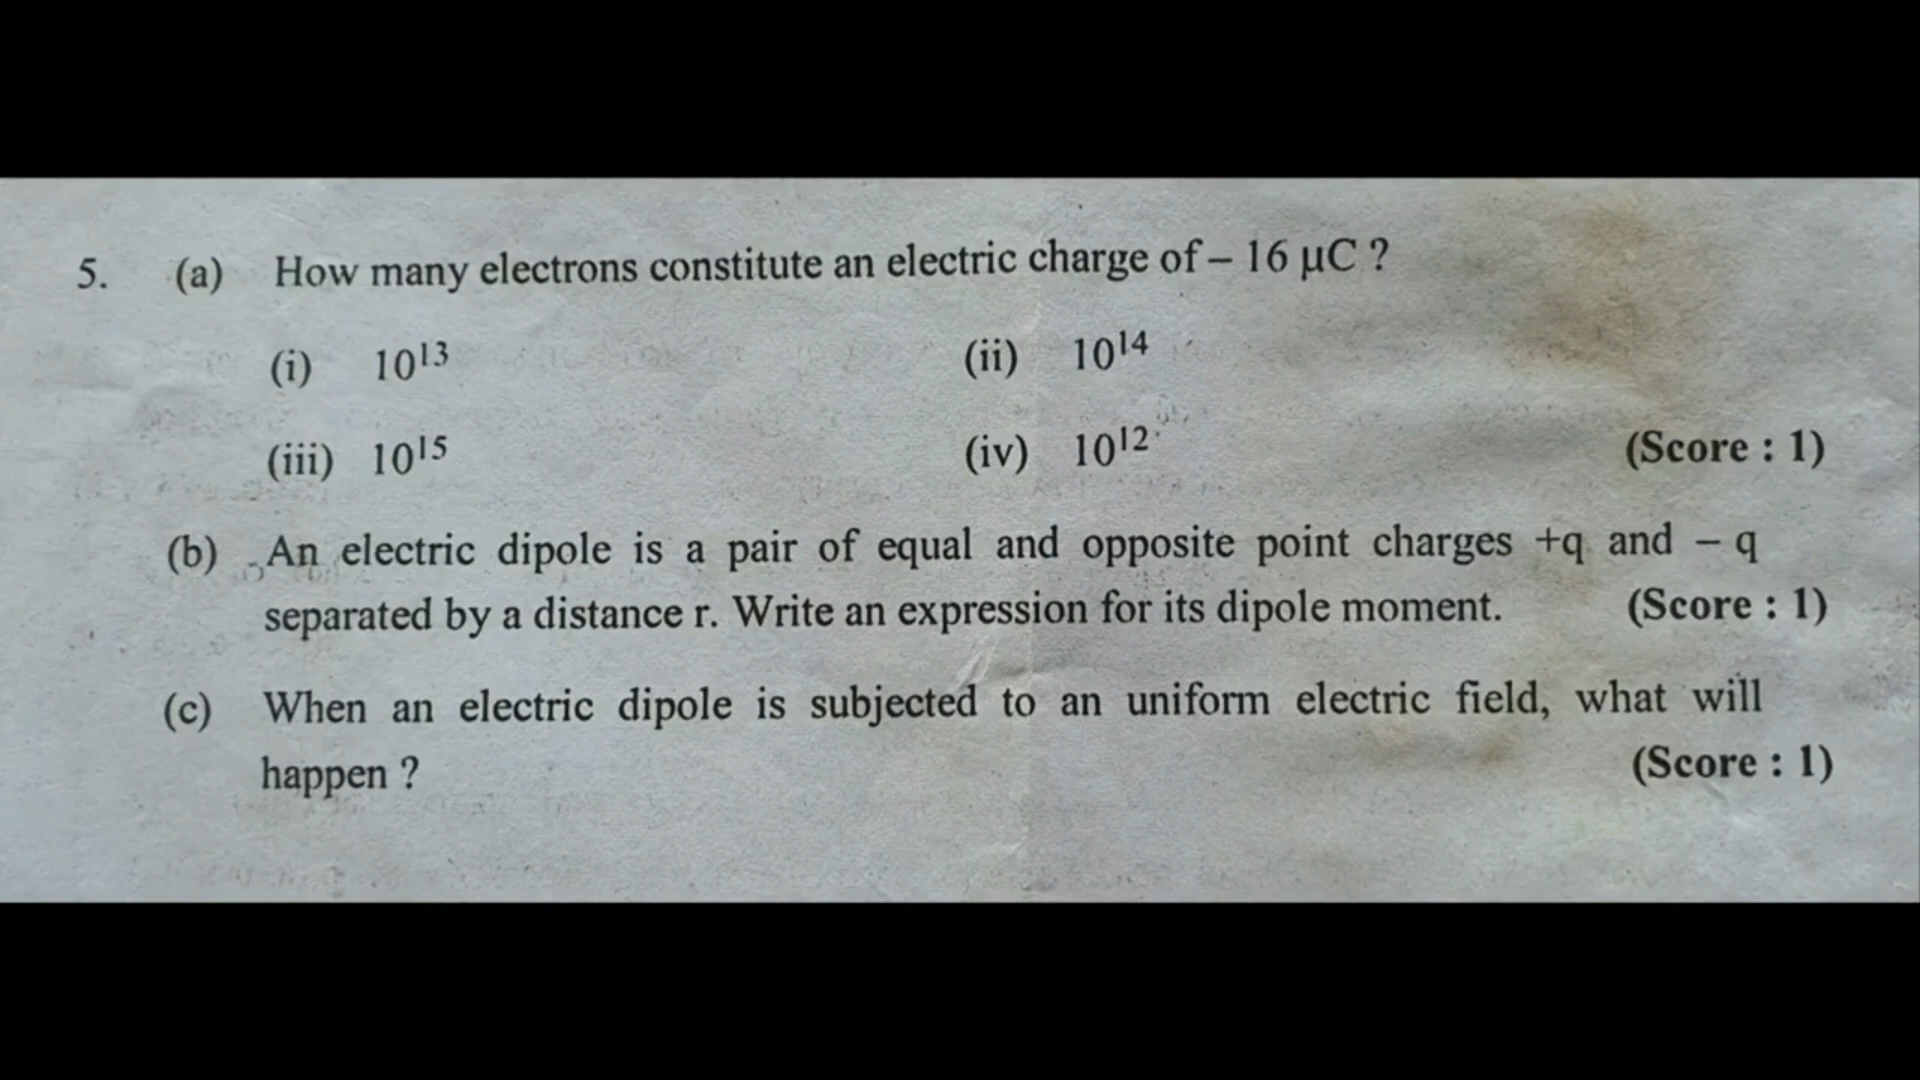 5. (a) How many electrons constitute an electric charge of – 16 μC ?
(i) 10¹³ (ii) 10¹⁴
(iii) 10¹⁵ (iv) 10¹² (Score : 1)
(b) An electric dipole is a pair of equal and opposite point charges +q and – q
separated by a distance r. Write an expression for its dipole moment. (Score : 1)
(c) When an electric dipole is subjected to an uniform electric field, what will
happen ? (Score : 1)